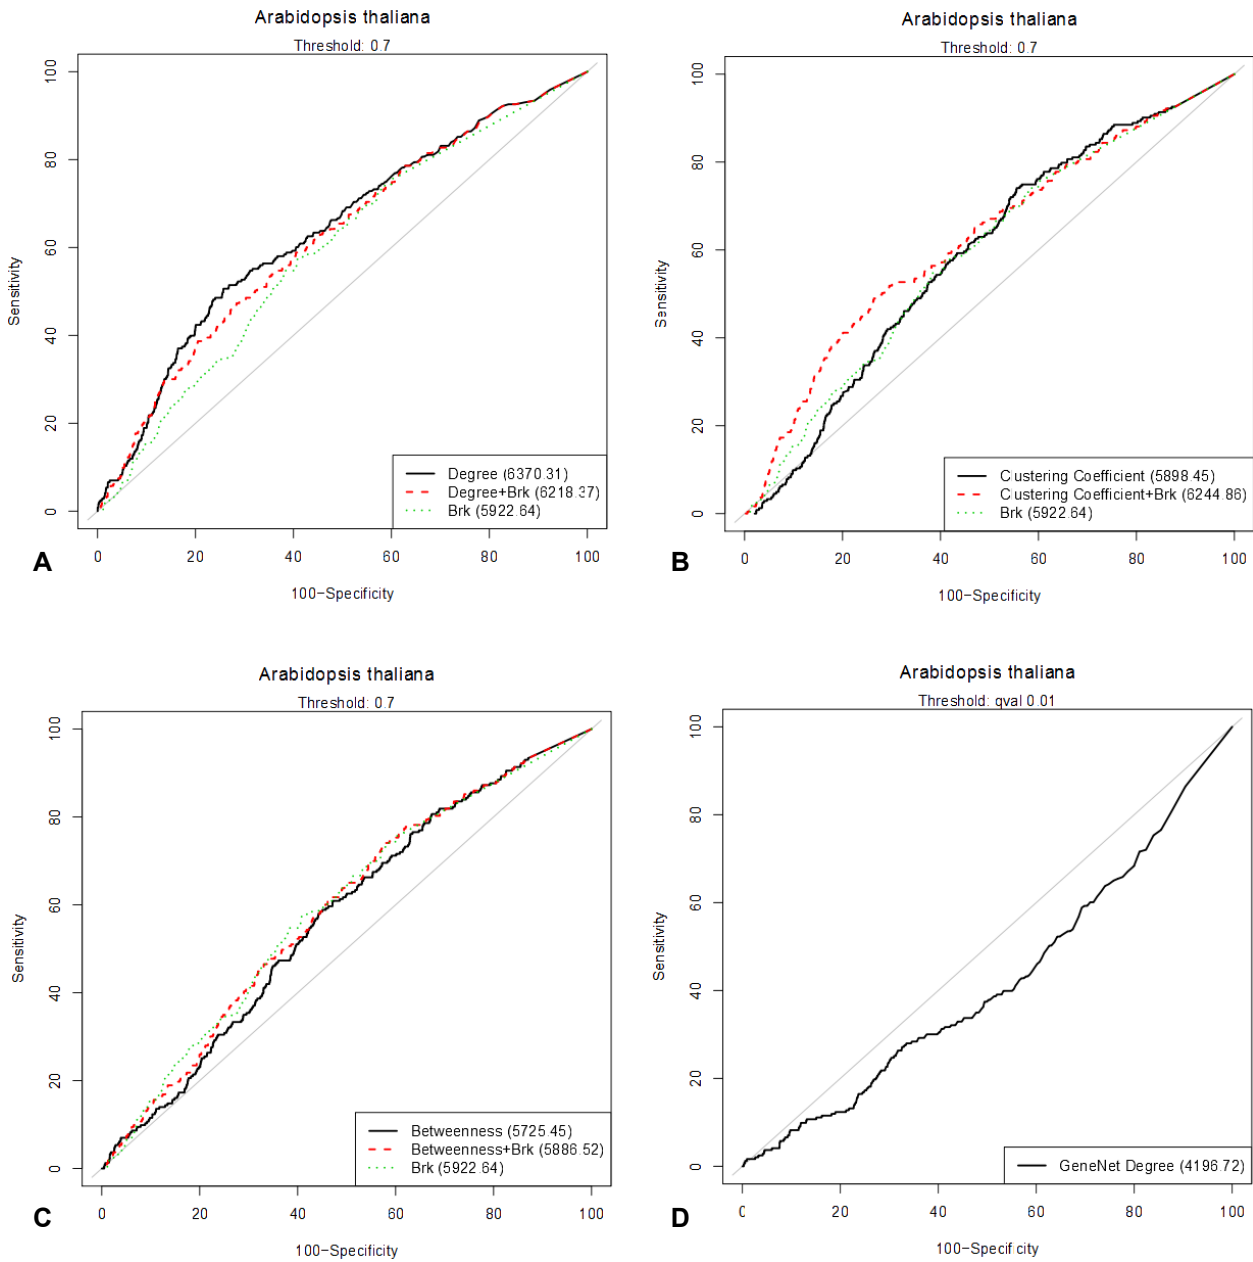 Arabidopsis thaliana
Threshold: 0.7
Sensitivity
100
80
60
40
20
0
Degree (6370.31)
Degree+Brk (6218.37)
Brk (5922.64)
0 20 40 60 80 100
A
100-Specificity
Arabidopsis thaliana
Threshold: 0.7
Sensitivity
100
80
60
40
20
0
Clustering Coefficient (5898.45)
Clustering Coefficient+Brk (6244.86)
Brk (5922.64)
0 20 40 60 80 100
B
100-Specificity
Arabidopsis thaliana
Threshold: 0.7
Sensitivity
100
80
60
40
20
0
Betweenness (5725.45)
Betweenness+Brk (5886.52)
Brk (5922.64)
0 20 40 60 80 100
C
100-Specificity
Arabidopsis thaliana
Threshold: qval 0.01
Sensitivity
100
80
60
40
20
0
GeneNet Degree (4196.72)
0 20 40 60 80 100
D
100-Specificity